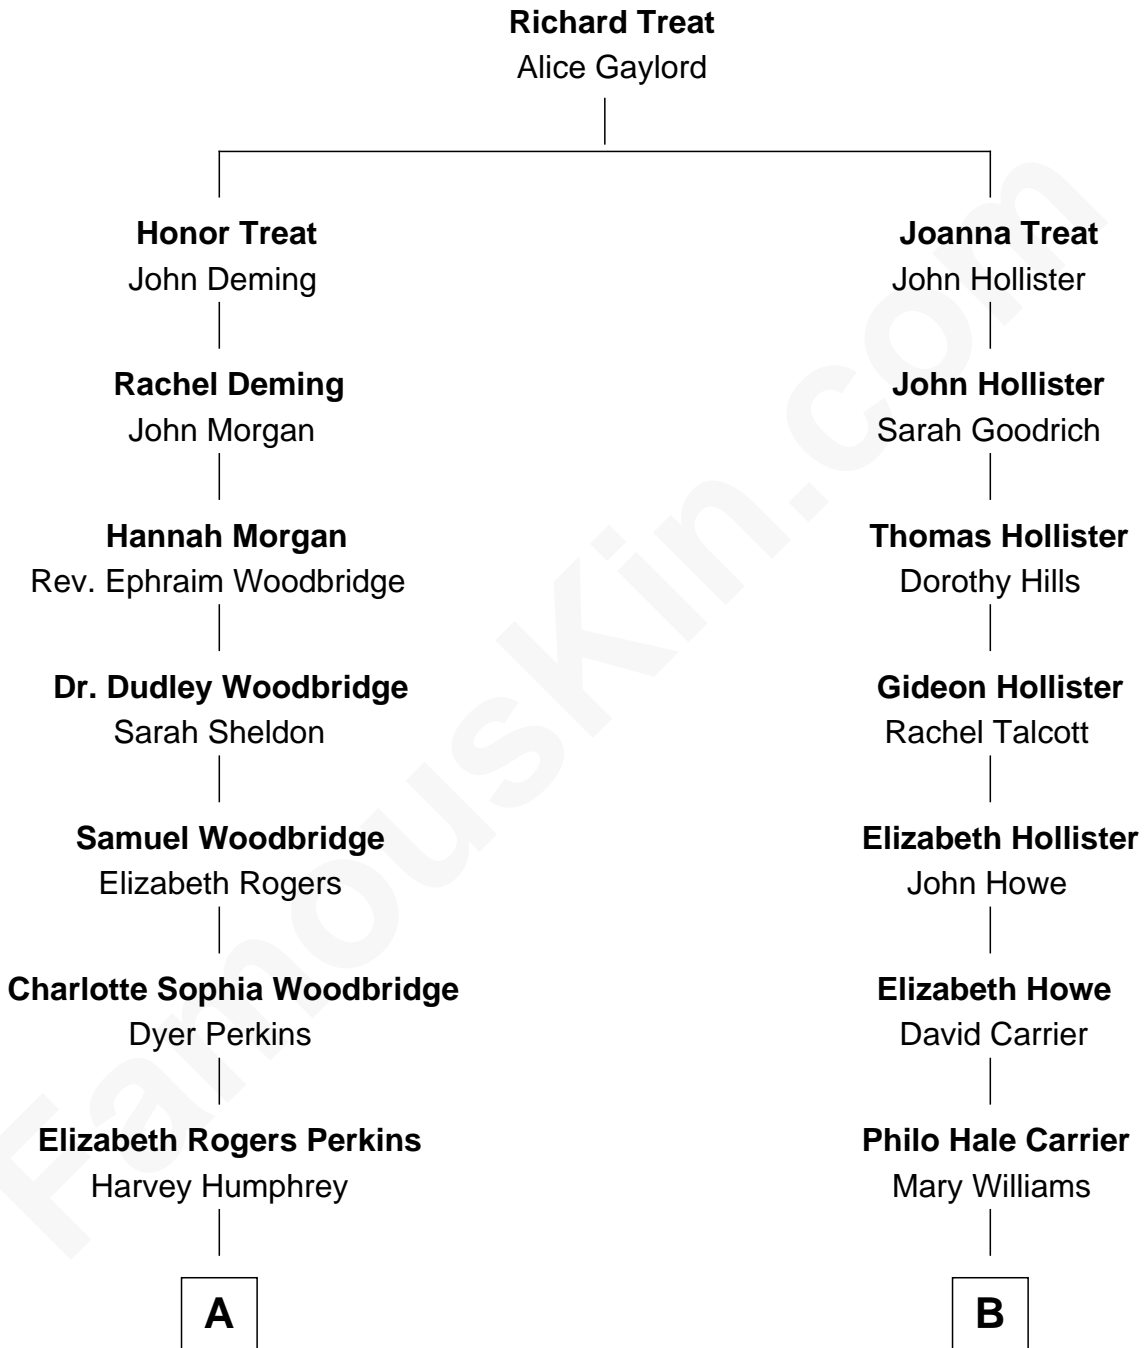 Richard Treat
Alice Gaylord
Honor Treat
John Deming
Joanna Treat
John Hollister
Rachel Deming
John Morgan
John Hollister
Sarah Goodrich
Hannah Morgan
Rev. Ephraim Woodbridge
Thomas Hollister
Dorothy Hills
Dr. Dudley Woodbridge
Sarah Sheldon
Gideon Hollister
Rachel Talcott
Samuel Woodbridge
Elizabeth Rogers
Elizabeth Hollister
John Howe
Charlotte Sophia Woodbridge
Dyer Perkins
Elizabeth Howe
David Carrier
Elizabeth Rogers Perkins
Harvey Humphrey
Philo Hale Carrier
Mary Williams
A
B
FamousKin.com